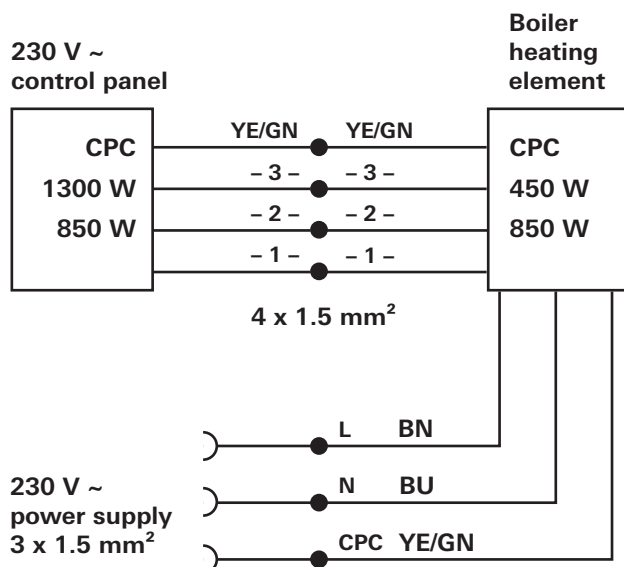 230 V ~
control panel
Boiler
heating
element
YE/GN YE/GN
CPC CPC
– 3 – – 3 –
1300 W 450 W
– 2 – – 2 –
850 W 850 W
– 1 – – 1 –
4 x 1.5 mm²
L BN
230 V ~
power supply
3 x 1.5 mm²
N BU
CPC YE/GN